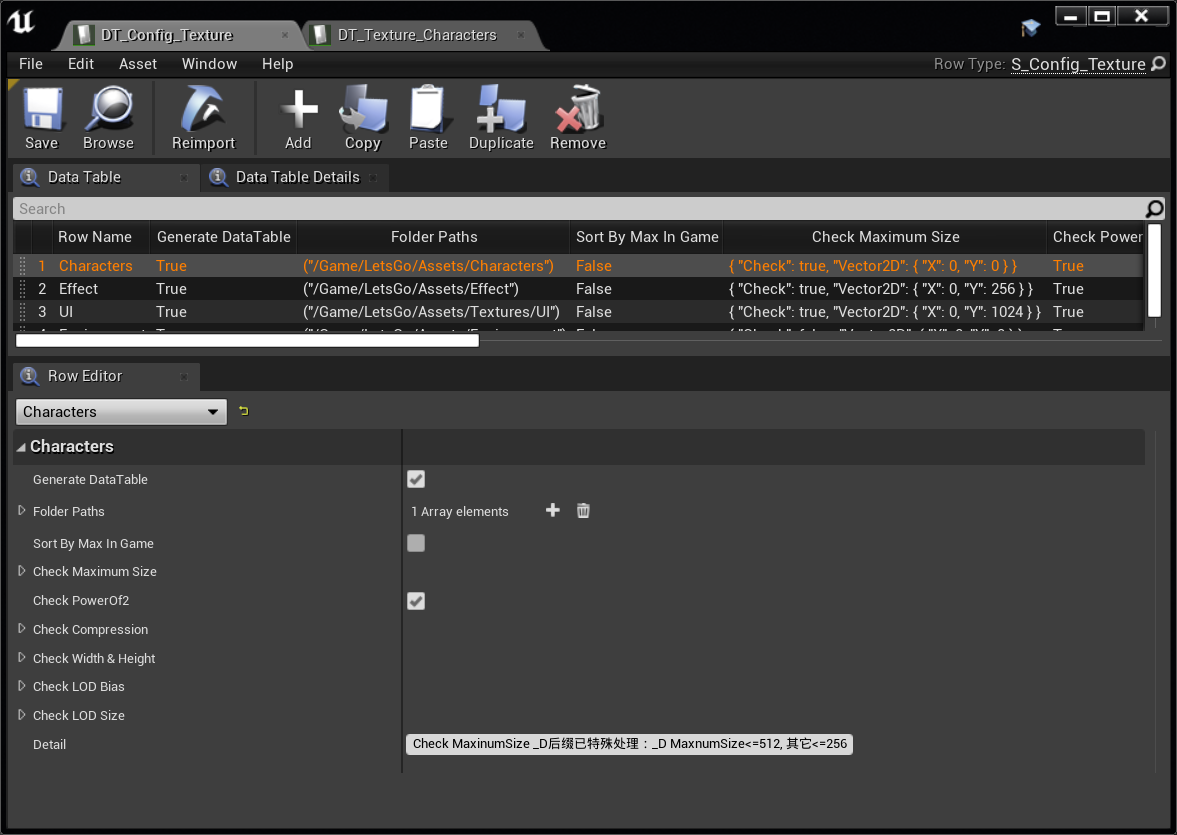 DT_Config_Texture
DT_Texture_Characters
File Edit Asset Window Help
Row Type: S_Config_Texture
Save Browse Reimport Add Copy Paste Duplicate Remove
Data Table
Data Table Details
Search
Row Name Generate DataTable Folder Paths Sort By Max In Game Check Maximum Size Check Power
1 Characters True ("/Game/LetsGo/Assets/Characters") False { "Check": true, "Vector2D": { "X": 0, "Y": 0 } } True
2 Effect True ("/Game/LetsGo/Assets/Effect") False { "Check": true, "Vector2D": { "X": 0, "Y": 256 } } True
3 UI True ("/Game/LetsGo/Assets/Textures/UI") False { "Check": true, "Vector2D": { "X": 0, "Y": 1024 } } True
Row Editor
Characters
Characters
Generate DataTable
Folder Paths 1 Array elements
Sort By Max In Game
Check Maximum Size
Check PowerOf2
Check Compression
Check Width & Height
Check LOD Bias
Check LOD Size
Detail Check MaxinumSize _D后缀已特殊处理：_D MaxnumSize<=512, 其它<=256